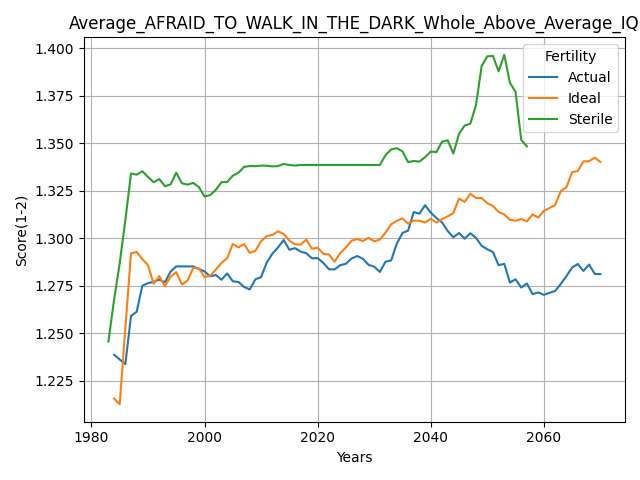 Average_AFRAID_TO_WALK_IN_THE_DARK_Whole_Above_Average_IQ
Score(1-2)
1.400
1.375
1.350
1.325
1.300
1.275
1.250
1.225
Fertility
Actual
Ideal
Sterile
1980
2000
2020
2040
2060
Years